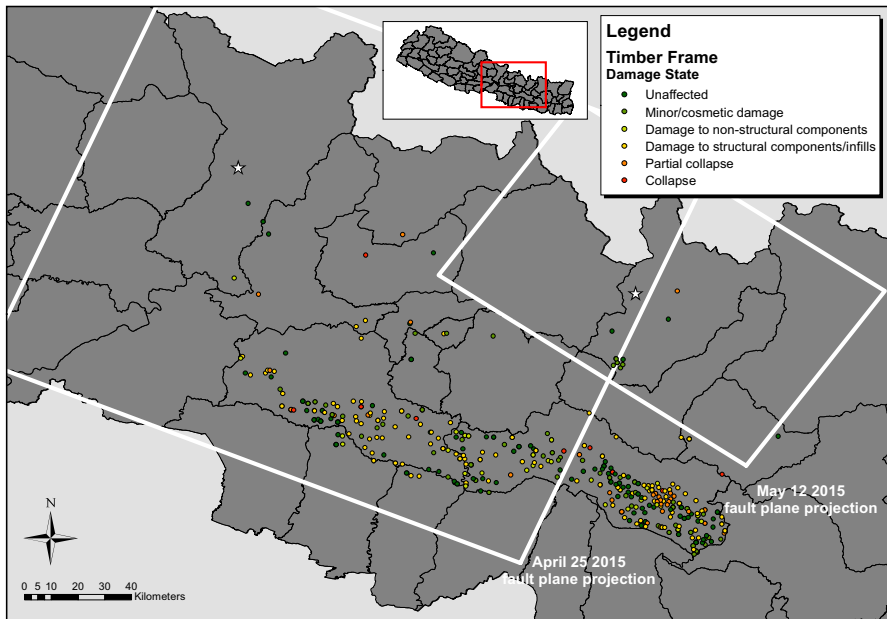 Legend
Timber Frame
Damage State
Unaffected
Minor/cosmetic damage
Damage to non-structural components
Damage to structural components/infills
Partial collapse
Collapse
May 12 2015
fault plane projection
April 25 2015
fault plane projection
N
0 5 10 20 30 40
Kilometers